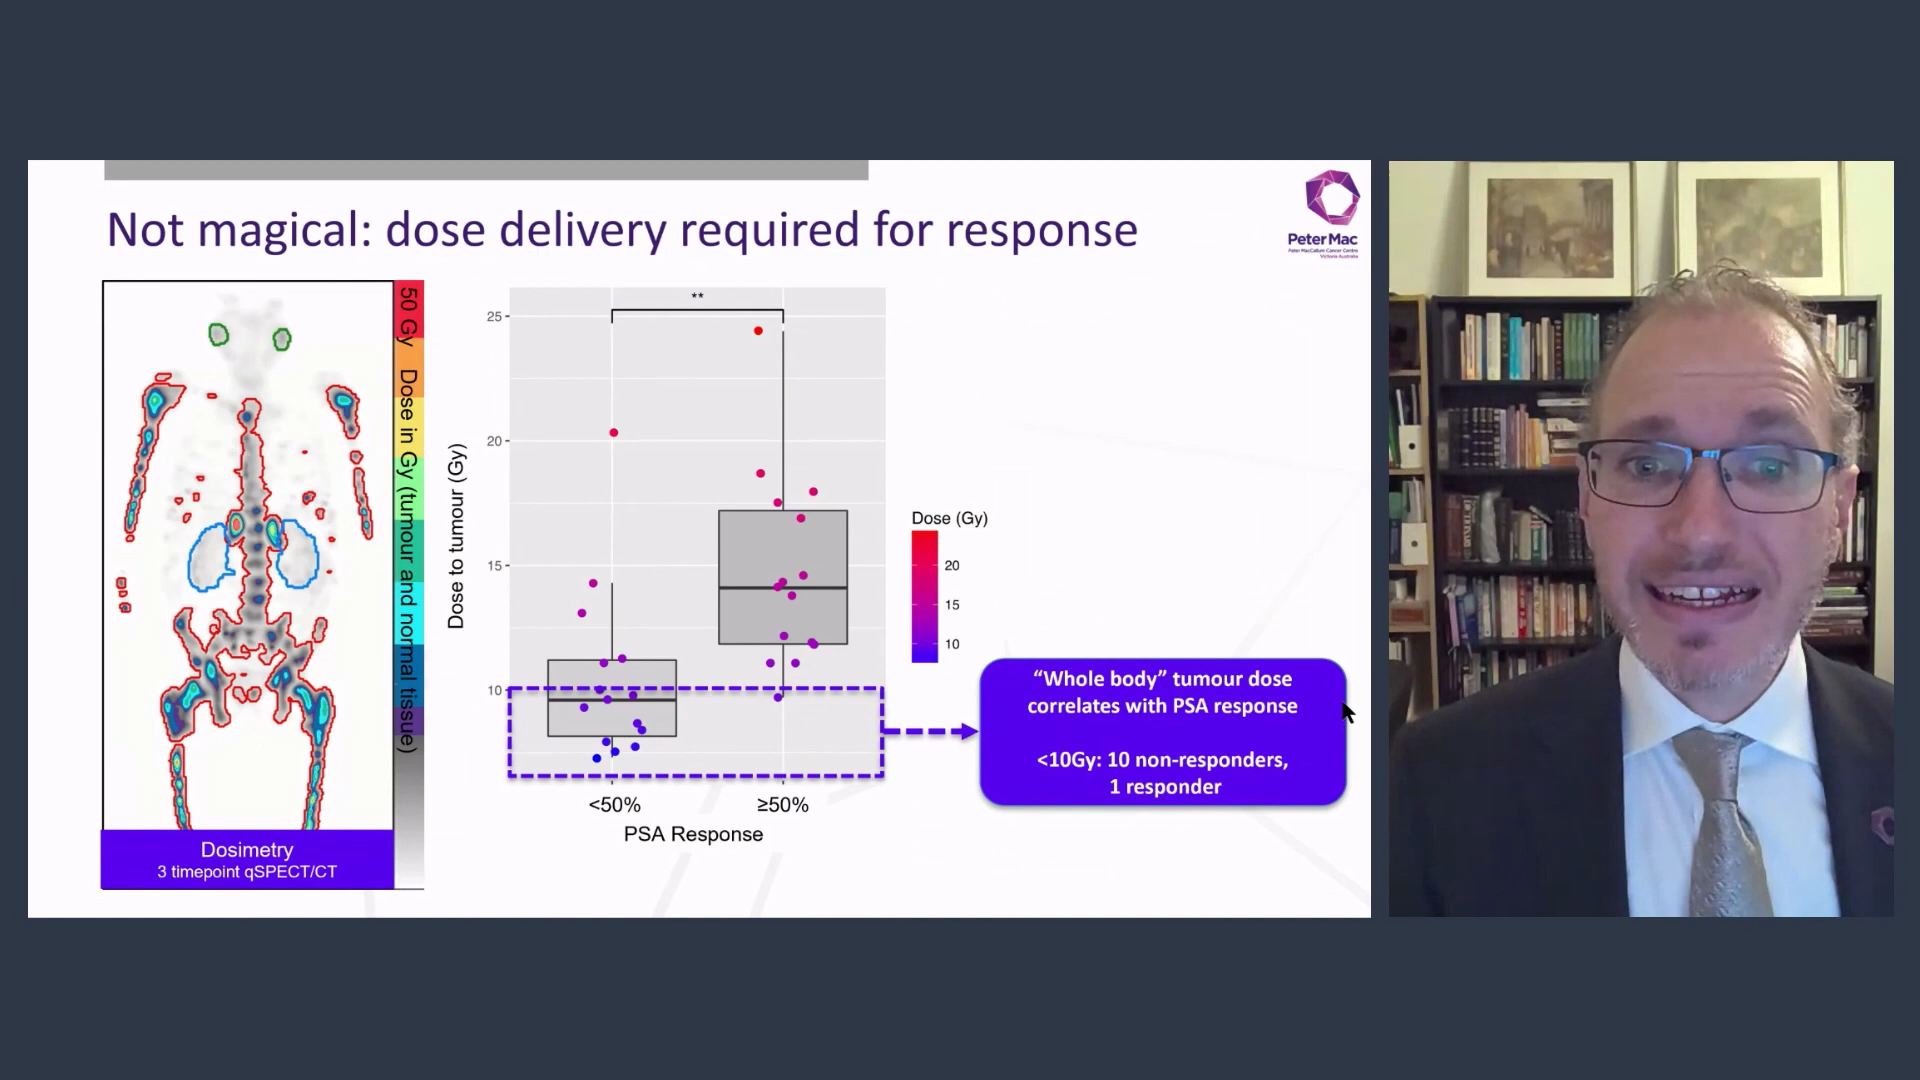 Not magical: dose delivery required for response
Peter Mac
Peter MacCallum Cancer Centre
Victoria Australia
50 Gy Dose in Gy (tumour and normal tissue)
Dosimetry
3 timepoint qSPECT/CT
Dose to tumour (Gy)
25
20
15
10
**
<50%
≥50%
PSA Response
Dose (Gy)
20
15
10
“Whole body” tumour dose
correlates with PSA response
<10Gy: 10 non-responders,
1 responder